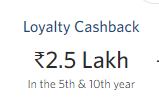 Loyalty Cashback
₹2.5 Lakh
In the 5th & 10th year